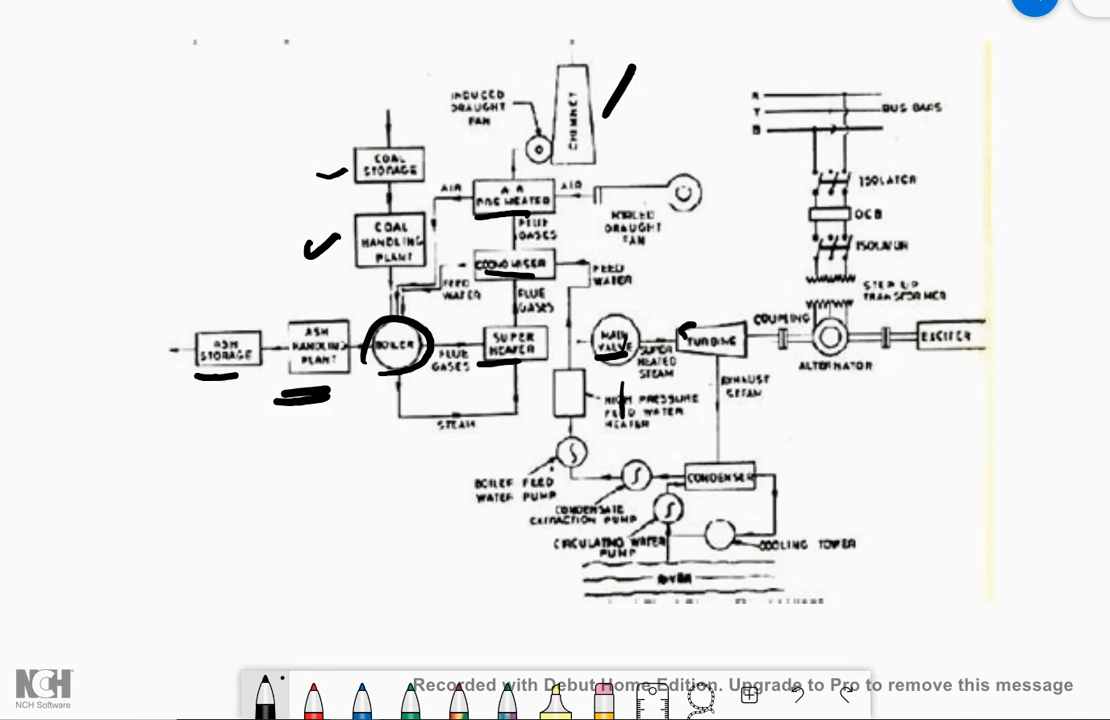 INDUCED
DRAUGHT
FAN
CHIMNEY
COAL
STORAGE
COAL
HANDLING
PLANT
AIR
AIR
PRE HEATER
AIR
FORCED
DRAUGHT
FAN
FLUE
GASES
ECONOMISER
FEED
WATER
FEED
WATER
FLUE
GASES
ASH
STORAGE
ASH
HANDLING
PLANT
BOILER
FLUE
GASES
SUPER
HEATER
STEAM
MAIN
VALVE
SUPER
HEATED
STEAM
TURBINE
COUPLING
ALTERNATOR
EXCITER
EXHAUST
STEAM
HIGH PRESSURE
FEED WATER
HEATER
BOILER FEED
WATER PUMP
CONDENSATE
EXTRACTION PUMP
CONDENSER
CIRCULATING WATER
PUMP
COOLING TOWER
RIVER
R
Y
B
BUS BARS
ISOLATOR
OCB
ISOLATOR
STEP UP
TRANSFORMER
NCH
NCH Software
Recorded with Debut Home Edition. Upgrade to Pro to remove this message